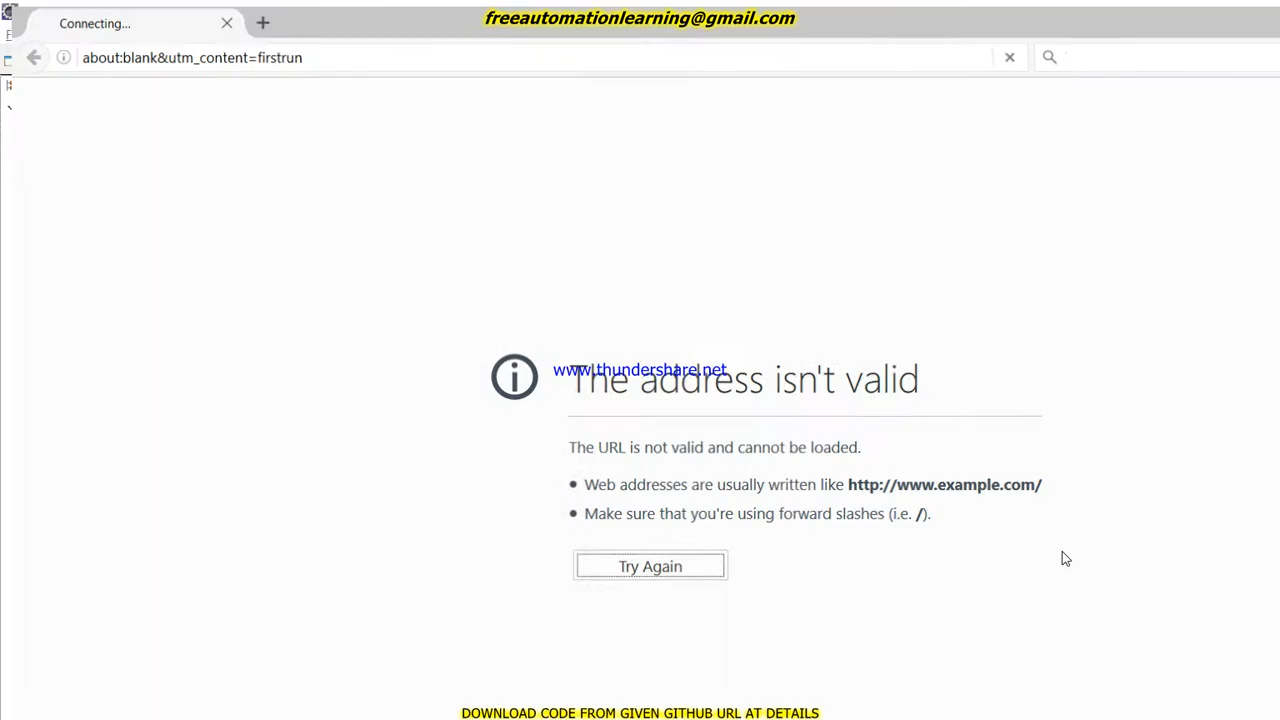 freeautomationlearning@gmail.com
Connecting...
about:blank&utm_content=firstrun
www.thundershare.net
The address isn't valid
The URL is not valid and cannot be loaded.
Web addresses are usually written like http://www.example.com/
Make sure that you're using forward slashes (i.e. /).
Try Again
DOWNLOAD CODE FROM GIVEN GITHUB URL AT DETAILS